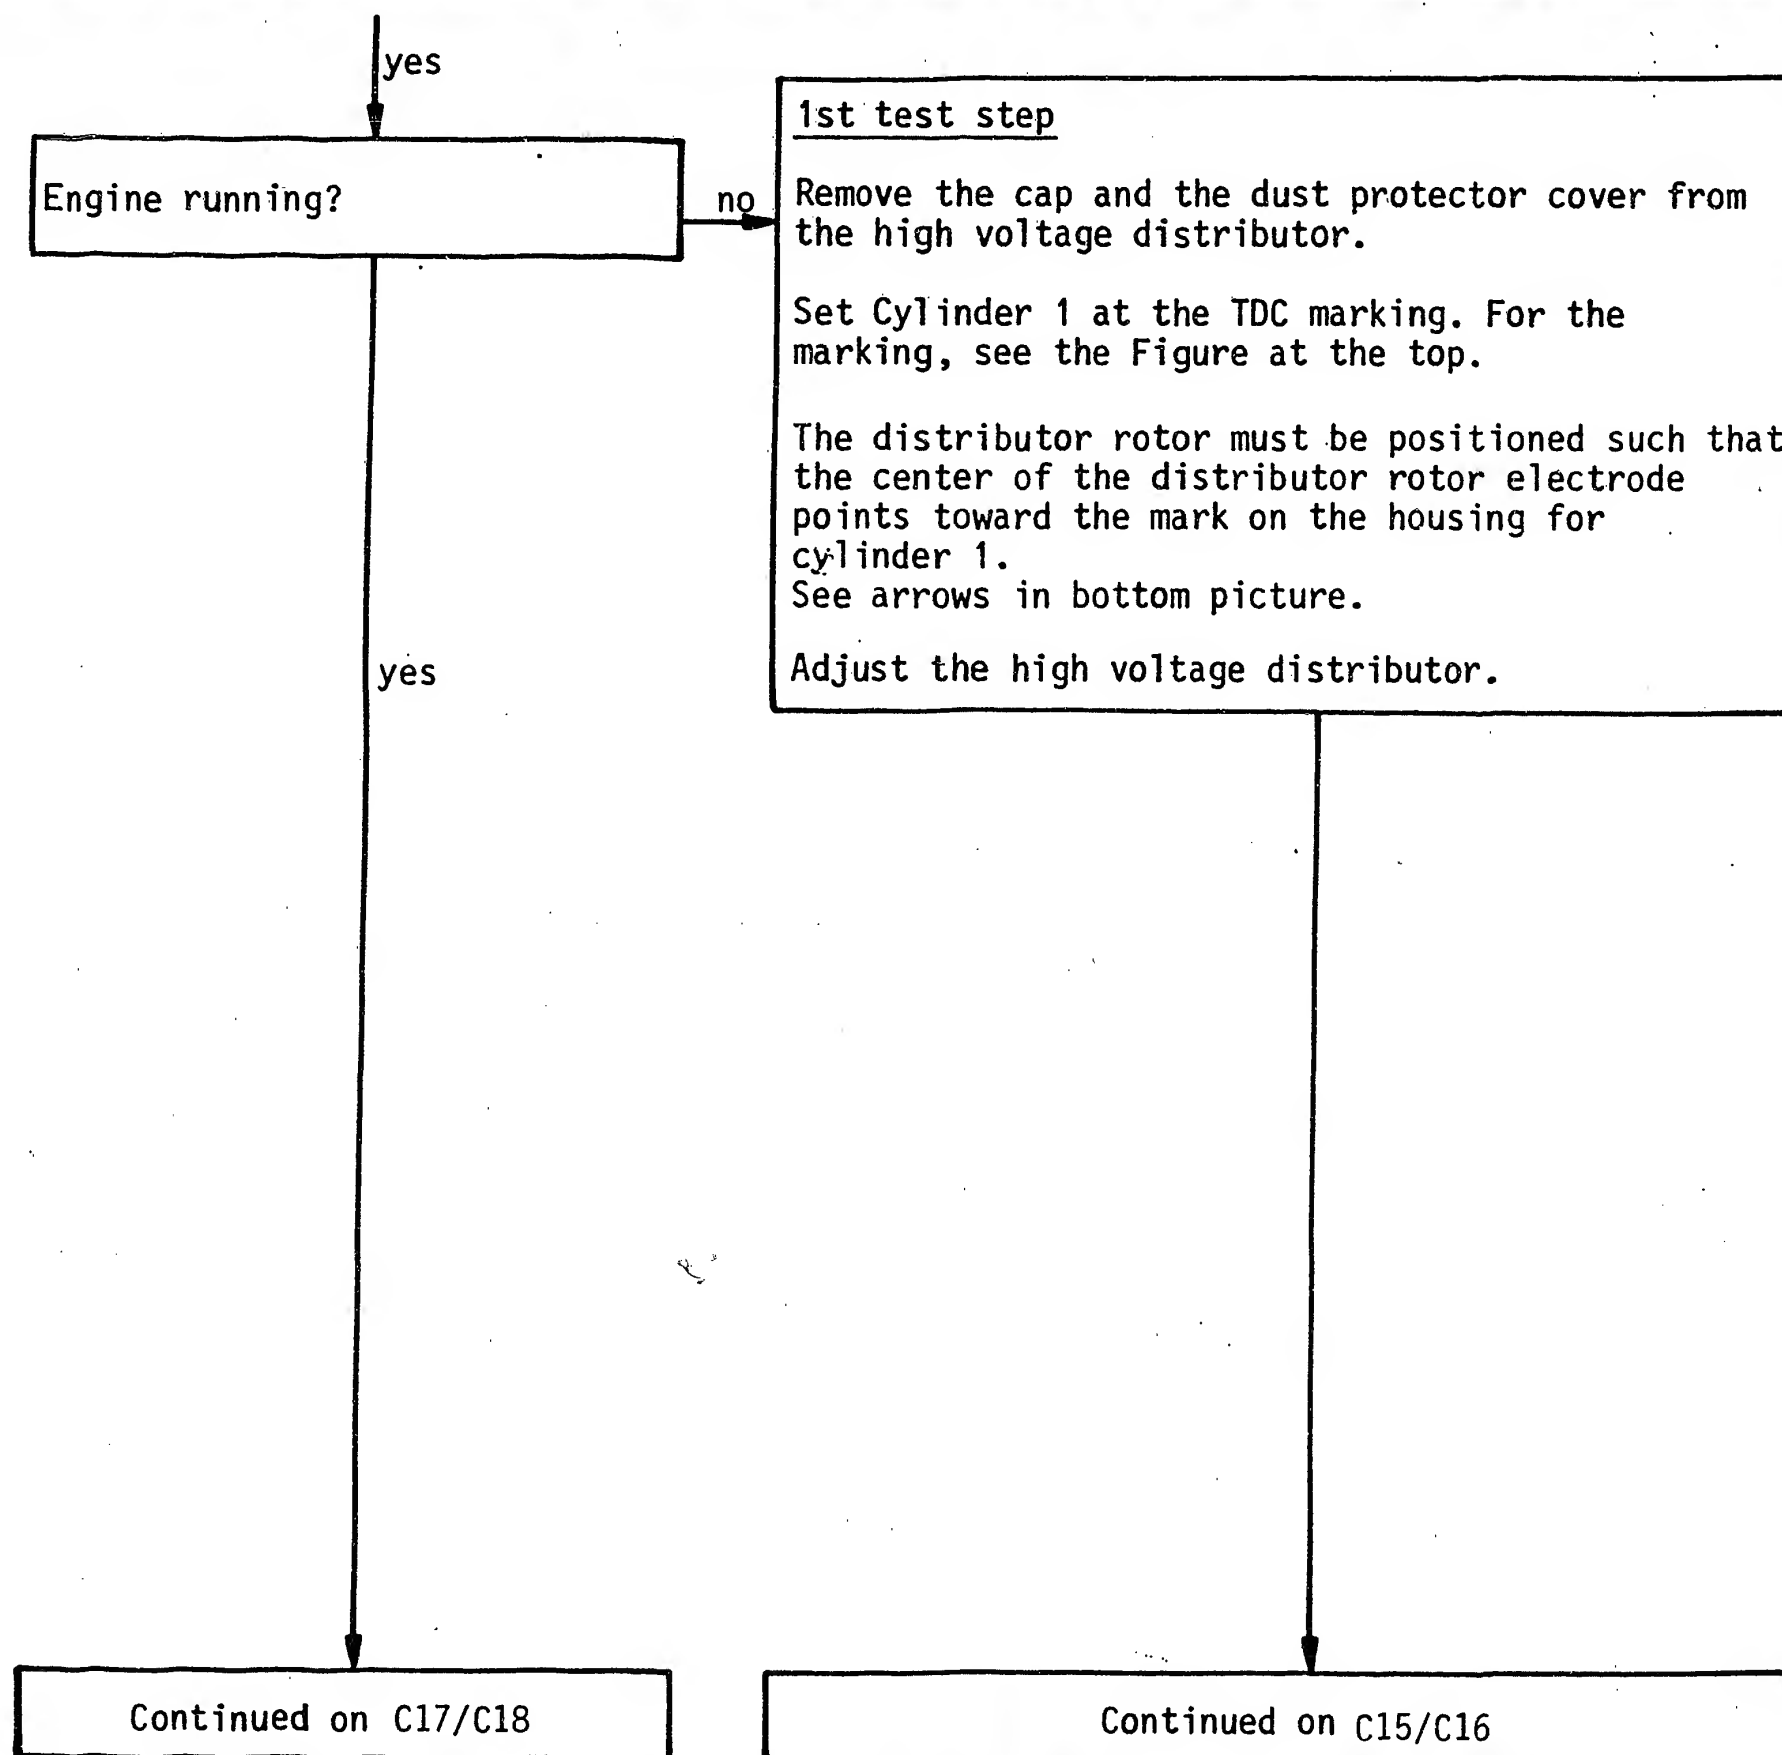 yes
Engine running?
no
1st test step
Remove the cap and the dust protector cover from
the high voltage distributor.
Set Cylinder 1 at the TDC marking. For the
marking, see the Figure at the top.
The distributor rotor must be positioned such that
the center of the distributor rotor electrode
points toward the mark on the housing for
cylinder 1.
See arrows in bottom picture.
Adjust the high voltage distributor.
yes
Continued on C17/C18
Continued on C15/C16